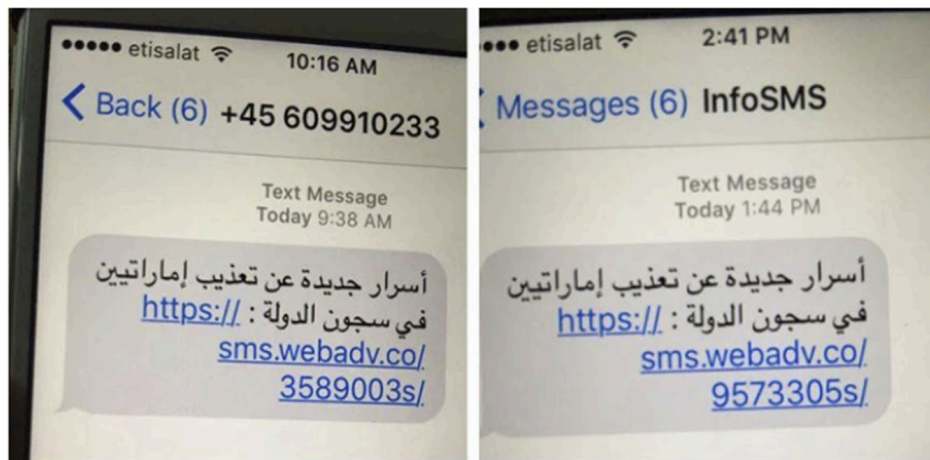 etisalat
10:16 AM
Back (6)
+45 609910233
Text Message
Today 9:38 AM
أسرار جديدة عن تعذيب إماراتيين
في سجون الدولة : https://
sms.webadv.co/
3589003s/
etisalat
2:41 PM
Messages (6)
InfoSMS
Text Message
Today 1:44 PM
أسرار جديدة عن تعذيب إماراتيين
في سجون الدولة : https://
sms.webadv.co/
9573305s/